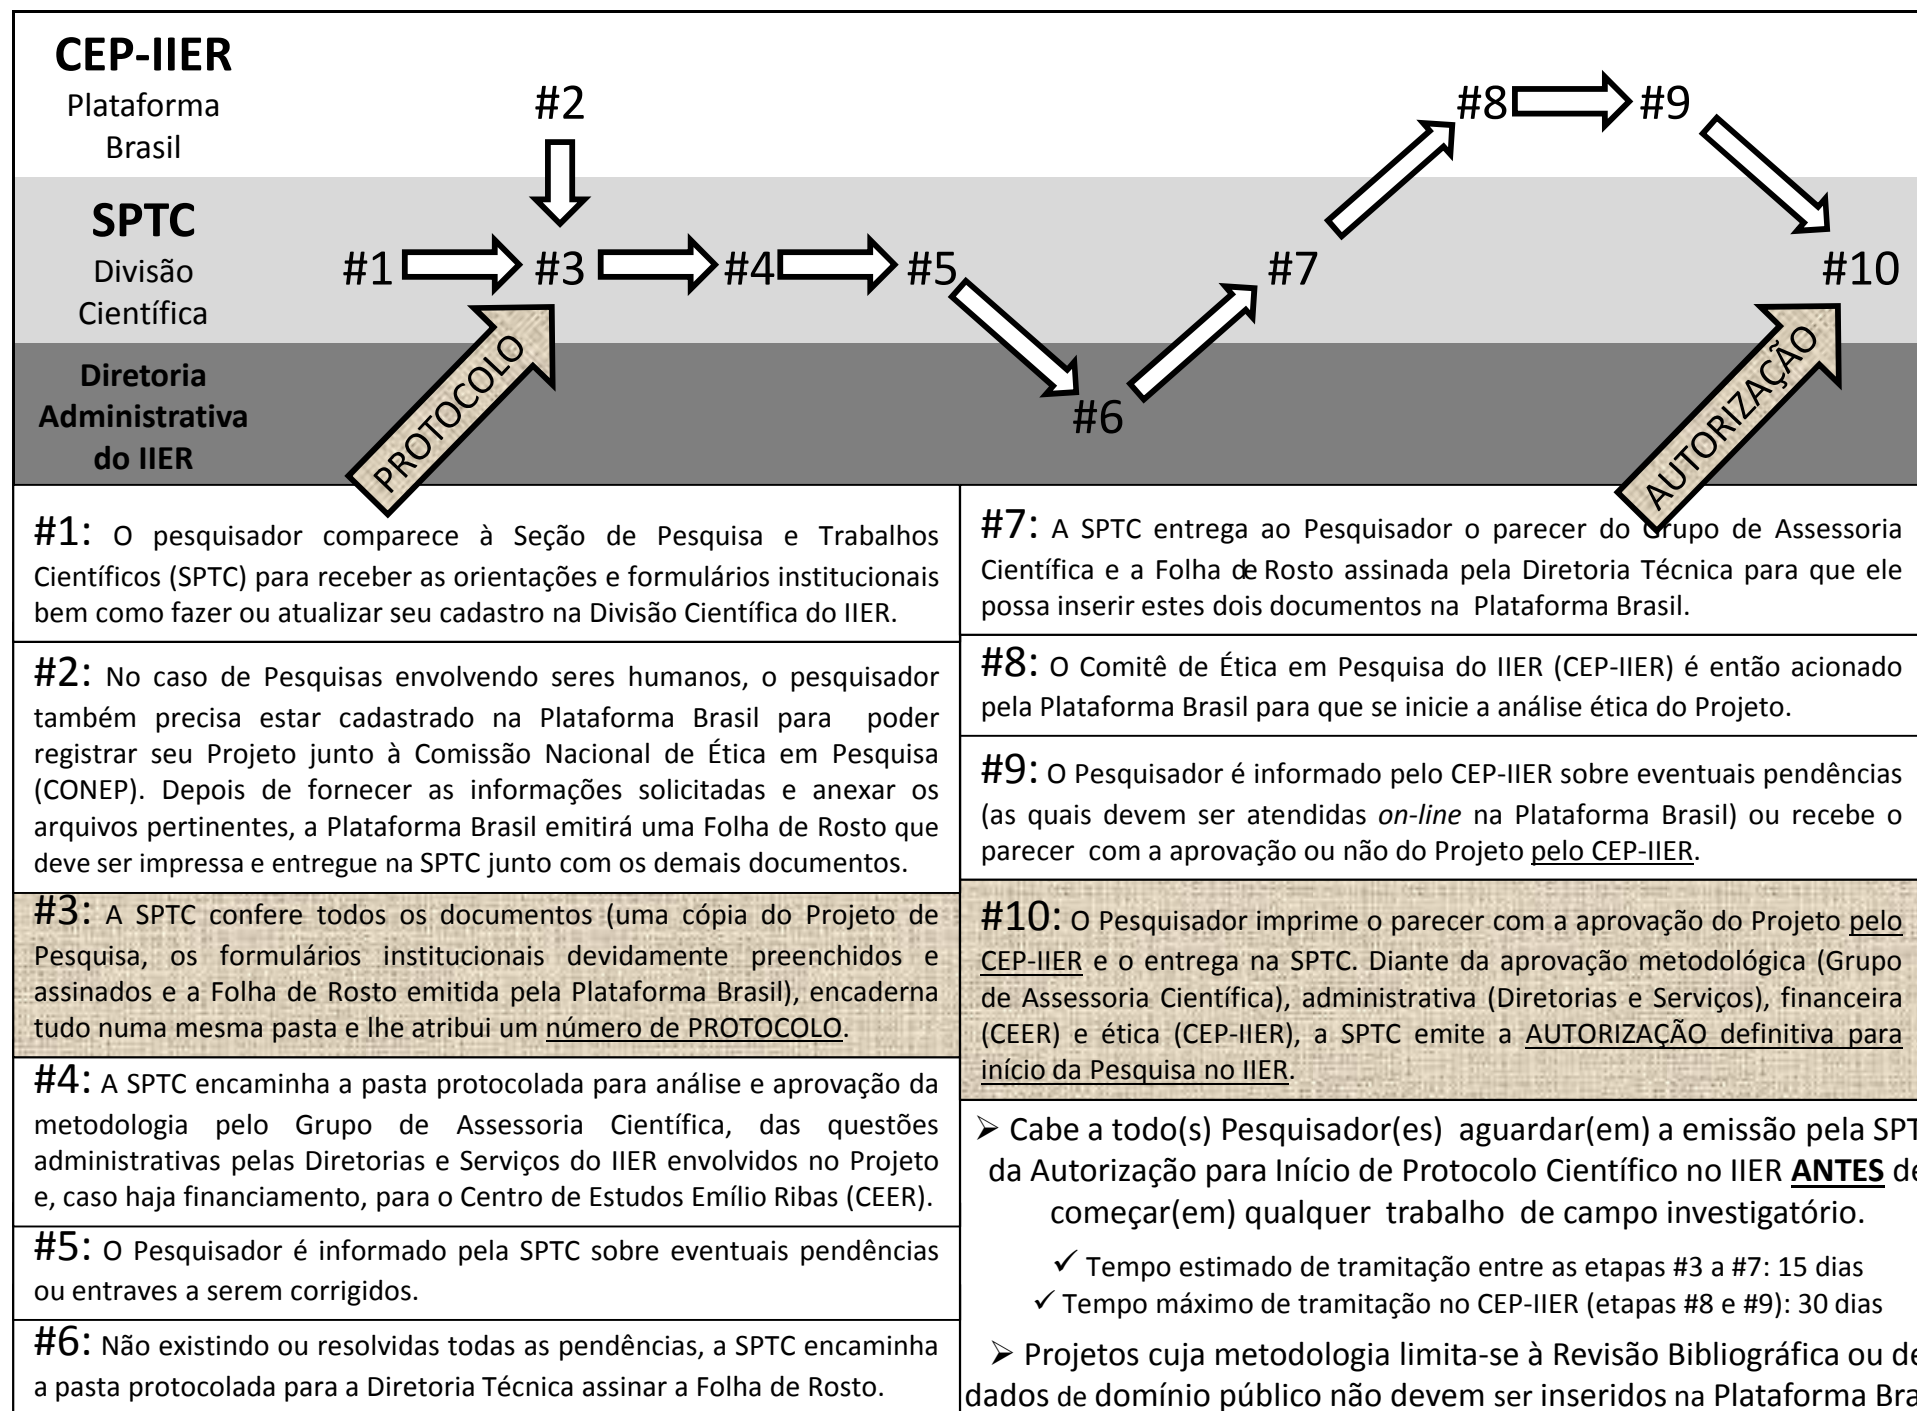 CEP-IIER
Plataforma
Brasil
#2
#8
#9
SPTC
Divisão
Científica
#1
#3
#4
#5
#7
#10
Diretoria
Administrativa
do IIER
#6
PROTOCOLO
AUTORIZAÇÃO
#1: O pesquisador comparece à Seção de Pesquisa e Trabalhos
Científicos (SPTC) para receber as orientações e formulários institucionais
bem como fazer ou atualizar seu cadastro na Divisão Científica do IIER.
#2: No caso de Pesquisas envolvendo seres humanos, o pesquisador
também precisa estar cadastrado na Plataforma Brasil para poder
registrar seu Projeto junto à Comissão Nacional de Ética em Pesquisa
(CONEP). Depois de fornecer as informações solicitadas e anexar os
arquivos pertinentes, a Plataforma Brasil emitirá uma Folha de Rosto que
deve ser impressa e entregue na SPTC junto com os demais documentos.
#3: A SPTC confere todos os documentos (uma cópia do Projeto de
Pesquisa, os formulários institucionais devidamente preenchidos e
assinados e a Folha de Rosto emitida pela Plataforma Brasil), encaderna
tudo numa mesma pasta e lhe atribui um número de PROTOCOLO.
#4: A SPTC encaminha a pasta protocolada para análise e aprovação da
metodologia pelo Grupo de Assessoria Científica, das questões
administrativas pelas Diretorias e Serviços do IIER envolvidos no Projeto
e, caso haja financiamento, para o Centro de Estudos Emílio Ribas (CEER).
#5: O Pesquisador é informado pela SPTC sobre eventuais pendências
ou entraves a serem corrigidos.
#6: Não existindo ou resolvidas todas as pendências, a SPTC encaminha
a pasta protocolada para a Diretoria Técnica assinar a Folha de Rosto.
#7: A SPTC entrega ao Pesquisador o parecer do Grupo de Assessoria
Científica e a Folha de Rosto assinada pela Diretoria Técnica para que ele
possa inserir estes dois documentos na Plataforma Brasil.
#8: O Comitê de Ética em Pesquisa do IIER (CEP-IIER) é então acionado
pela Plataforma Brasil para que se inicie a análise ética do Projeto.
#9: O Pesquisador é informado pelo CEP-IIER sobre eventuais pendências
(as quais devem ser atendidas on-line na Plataforma Brasil) ou recebe o
parecer com a aprovação ou não do Projeto pelo CEP-IIER.
#10: O Pesquisador imprime o parecer com a aprovação do Projeto pelo
CEP-IIER e o entrega na SPTC. Diante da aprovação metodológica (Grupo
de Assessoria Científica), administrativa (Diretorias e Serviços), financeira
(CEER) e ética (CEP-IIER), a SPTC emite a AUTORIZAÇÃO definitiva para
início da Pesquisa no IIER.
➢ Cabe a todo(s) Pesquisador(es) aguardar(em) a emissão pela SPT
da Autorização para Início de Protocolo Científico no IIER ANTES de
começar(em) qualquer trabalho de campo investigatório.
✓ Tempo estimado de tramitação entre as etapas #3 a #7: 15 dias
✓ Tempo máximo de tramitação no CEP-IIER (etapas #8 e #9): 30 dias
➢ Projetos cuja metodologia limita-se à Revisão Bibliográfica ou de
dados de domínio público não devem ser inseridos na Plataforma Bra